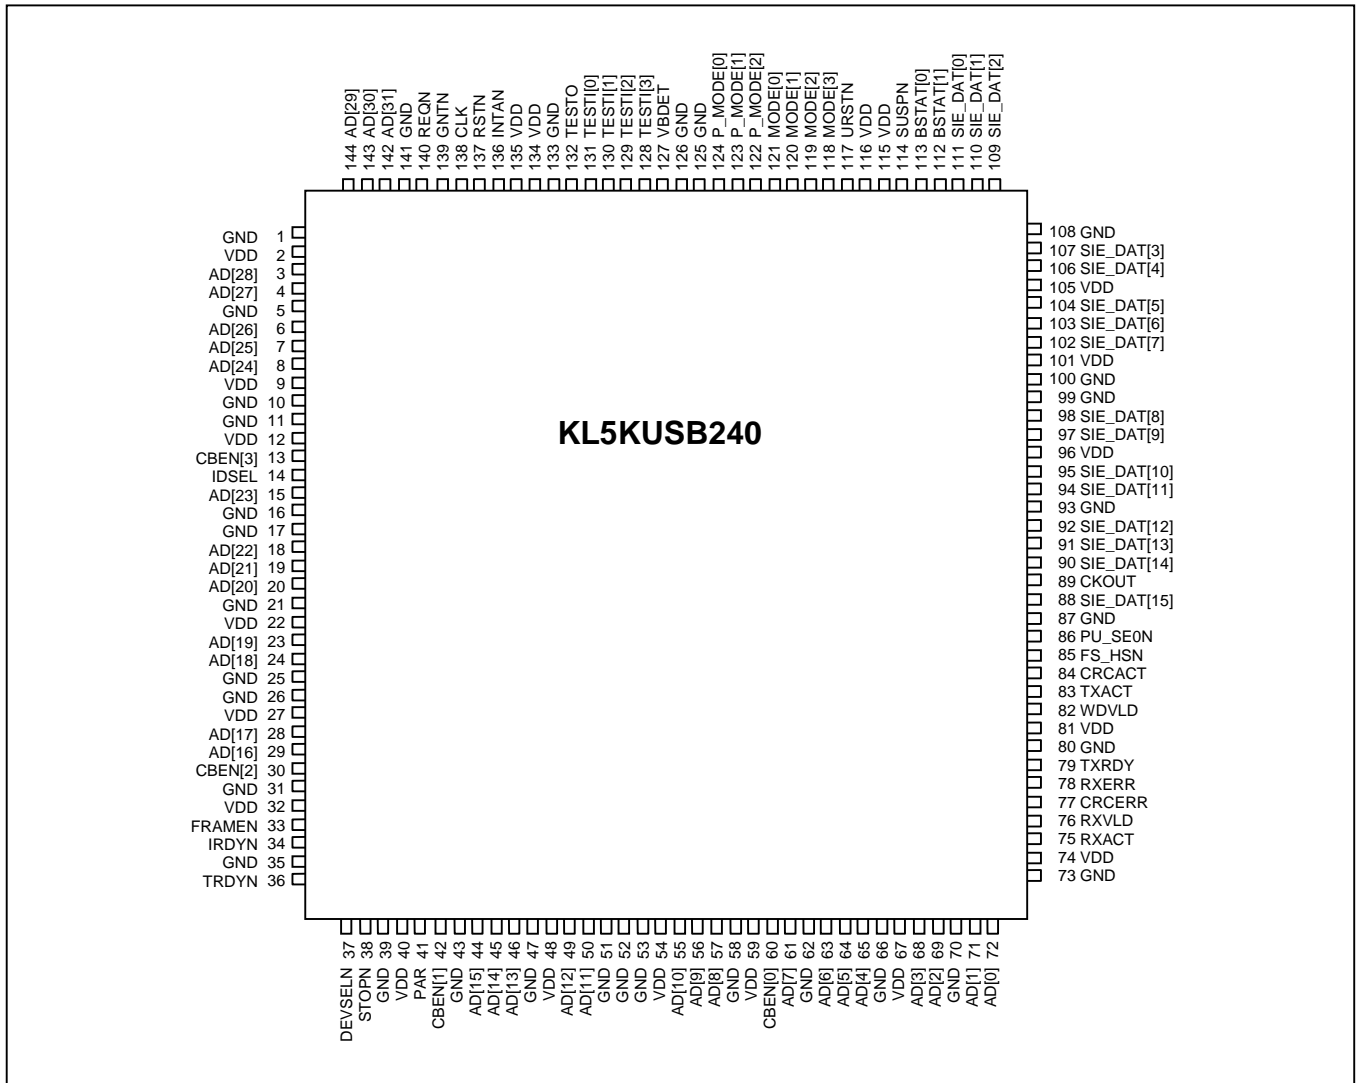 144 AD[29]
143 AD[30]
142 AD[31]
141 GND
140 REQN
139 GNTN
138 CLK
137 RSTN
136 INTAN
135 VDD
134 VDD
133 GND
132 TESTO
131 TESTI[0]
130 TESTI[1]
129 TESTI[2]
128 TESTI[3]
127 VBDET
126 GND
125 GND
124 P_MODE[0]
123 P_MODE[1]
122 P_MODE[2]
121 MODE[0]
120 MODE[1]
119 MODE[2]
118 MODE[3]
117 URSTN
116 VDD
115 VDD
114 SUSPN
113 BSTAT[0]
112 BSTAT[1]
111 SIE_DAT[0]
110 SIE_DAT[1]
109 SIE_DAT[2]
GND 1
VDD 2
AD[28] 3
AD[27] 4
GND 5
AD[26] 6
AD[25] 7
AD[24] 8
VDD 9
GND 10
GND 11
VDD 12
CBEN[3] 13
IDSEL 14
AD[23] 15
GND 16
GND 17
AD[22] 18
AD[21] 19
AD[20] 20
GND 21
VDD 22
AD[19] 23
AD[18] 24
GND 25
GND 26
VDD 27
AD[17] 28
AD[16] 29
CBEN[2] 30
GND 31
VDD 32
FRAMEN 33
IRDYN 34
GND 35
TRDYN 36
KL5KUSB240
108 GND
107 SIE_DAT[3]
106 SIE_DAT[4]
105 VDD
104 SIE_DAT[5]
103 SIE_DAT[6]
102 SIE_DAT[7]
101 VDD
100 GND
99 GND
98 SIE_DAT[8]
97 SIE_DAT[9]
96 VDD
95 SIE_DAT[10]
94 SIE_DAT[11]
93 GND
92 SIE_DAT[12]
91 SIE_DAT[13]
90 SIE_DAT[14]
89 CKOUT
88 SIE_DAT[15]
87 GND
86 PU_SE0N
85 FS_HSN
84 CRCACT
83 TXACT
82 WDVLD
81 VDD
80 GND
79 TXRDY
78 RXERR
77 CRCERR
76 RXVLD
75 RXACT
74 VDD
73 GND
DEVSELN 37
STOPN 38
GND 39
VDD 40
PAR 41
CBEN[1] 42
GND 43
AD[15] 44
AD[14] 45
AD[13] 46
GND 47
VDD 48
AD[12] 49
AD[11] 50
GND 51
GND 52
GND 53
VDD 54
AD[10] 55
AD[9] 56
AD[8] 57
GND 58
VDD 59
CBEN[0] 60
AD[7] 61
GND 62
AD[6] 63
AD[5] 64
AD[4] 65
GND 66
VDD 67
AD[3] 68
AD[2] 69
GND 70
AD[1] 71
AD[0] 72